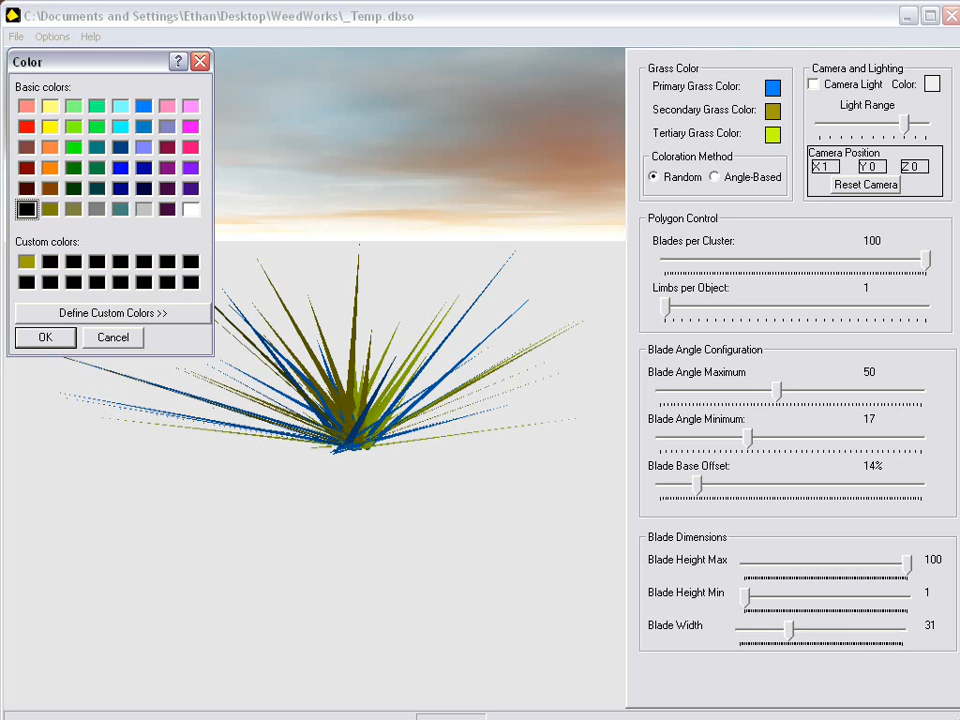 C:\Documents and Settings\Ethan\Desktop\WeedWorks\_Temp.dbso
File Options Help
Color
Basic colors:
Custom colors:
Define Custom Colors >>
OK Cancel
Grass Color
Primary Grass Color:
Secondary Grass Color:
Tertiary Grass Color:
Coloration Method
Random Angle-Based
Camera and Lighting
Camera Light Color:
Light Range
Camera Position
X 1 Y 0 Z 0
Reset Camera
Polygon Control
Blades per Cluster: 100
Limbs per Object: 1
Blade Angle Configuration
Blade Angle Maximum 50
Blade Angle Minimum: 17
Blade Base Offset: 14%
Blade Dimensions
Blade Height Max 100
Blade Height Min 1
Blade Width 31